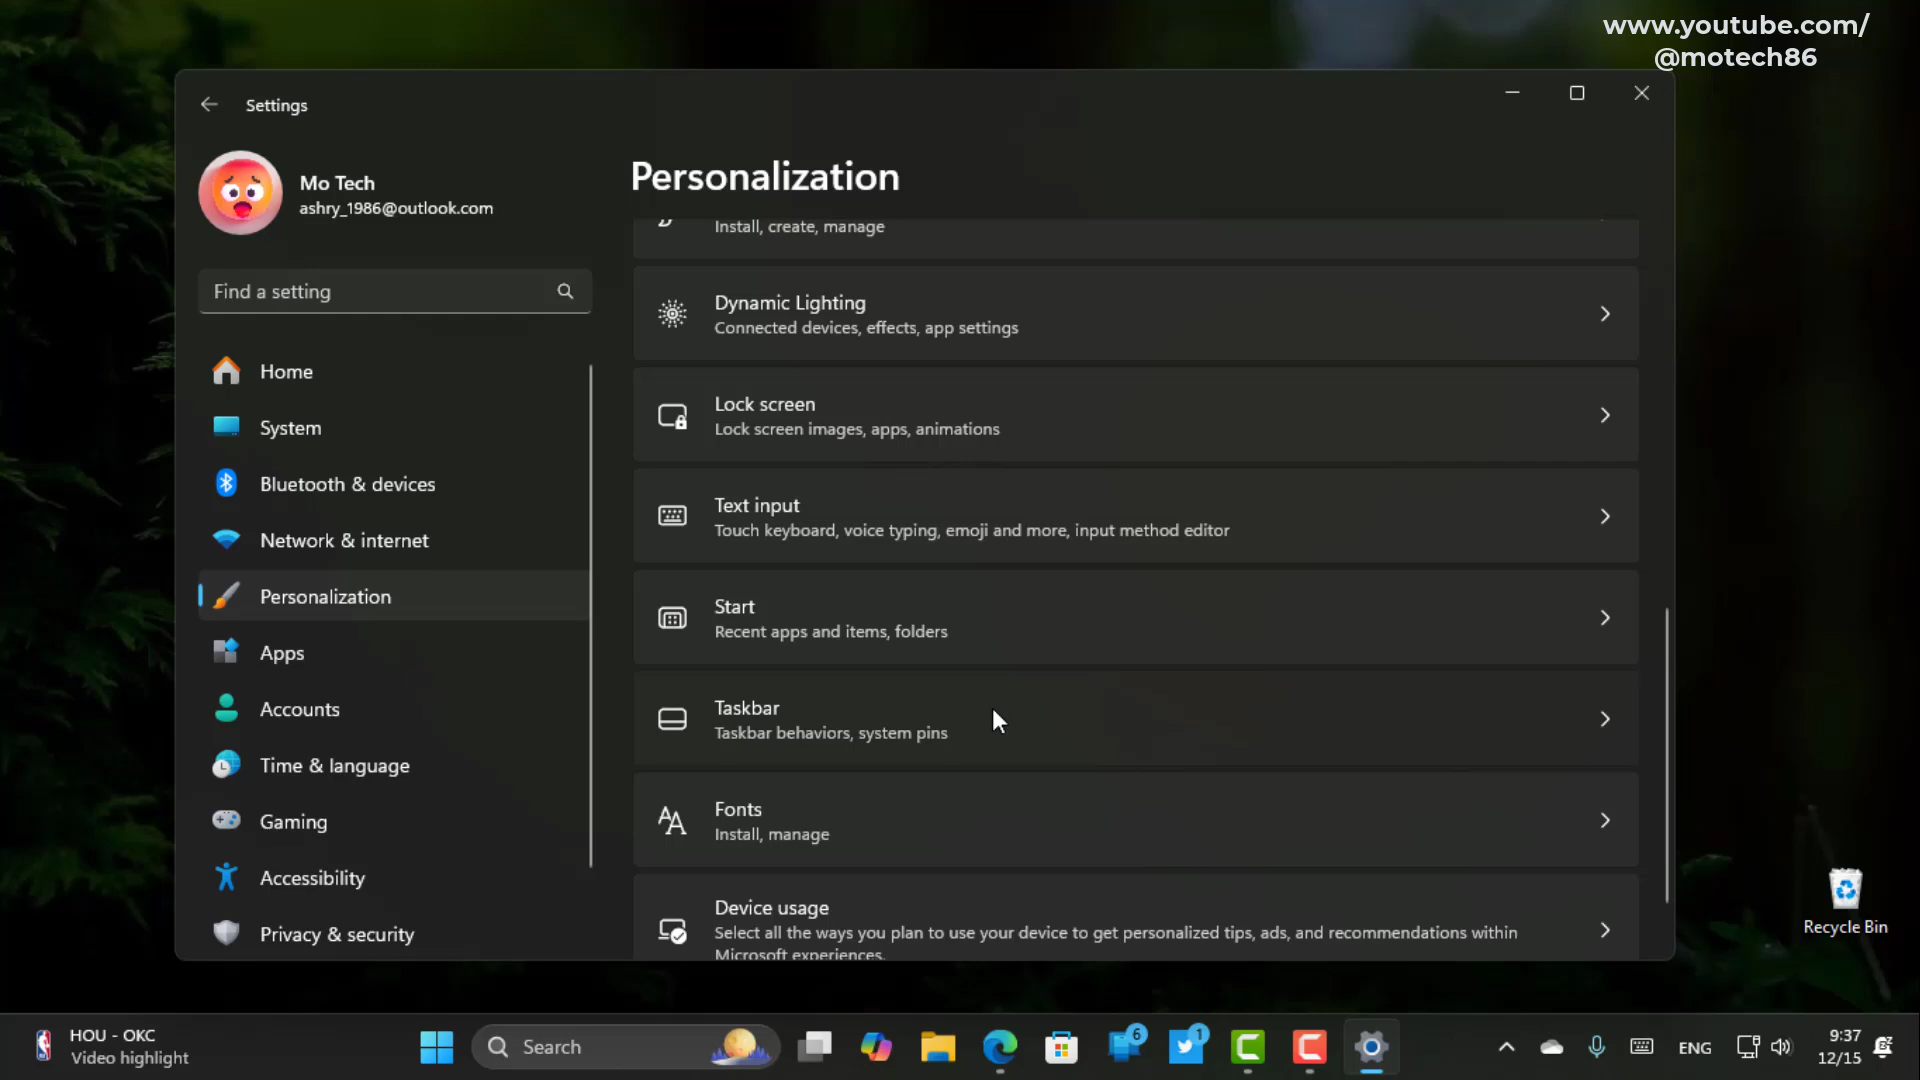 www.youtube.com/
@motech86
Settings
Mo Tech
ashry_1986@outlook.com
Find a setting
Home
System
Bluetooth & devices
Network & internet
Personalization
Apps
Accounts
Time & language
Gaming
Accessibility
Privacy & security
Personalization
Install, create, manage
Dynamic Lighting
Connected devices, effects, app settings
Lock screen
Lock screen images, apps, animations
Text input
Touch keyboard, voice typing, emoji and more, input method editor
Start
Recent apps and items, folders
Taskbar
Taskbar behaviors, system pins
Fonts
Install, manage
Device usage
Select all the ways you plan to use your device to get personalized tips, ads, and recommendations within
Microsoft experiences.
Recycle Bin
HOU - OKC
Video highlight
Search
6
1
ENG
9:37
12/15